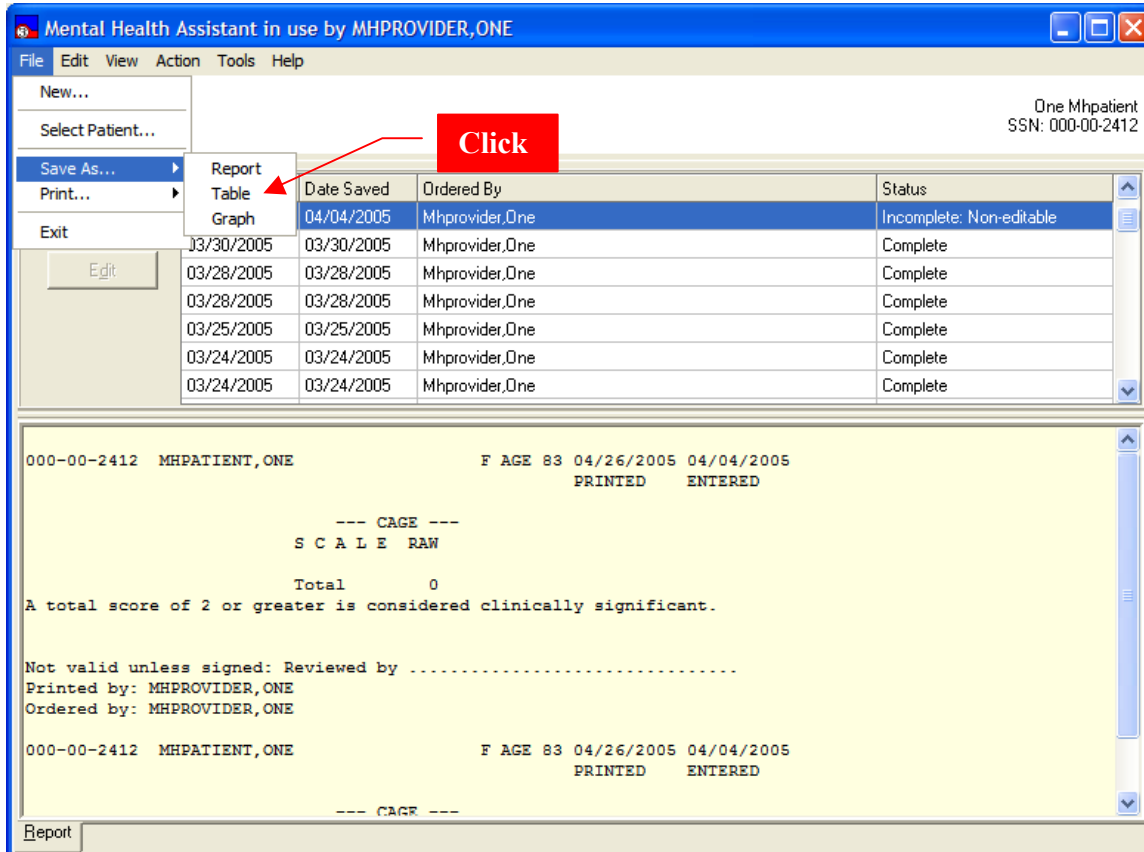 Mental Health Assistant in use by MHPROVIDER,ONE
File Edit View Action Tools Help
New...
Select Patient...
Save As...
Print...
Exit
Report
Table
Graph
Click
One Mhpatient
SSN: 000-00-2412
Edit
Date Saved Ordered By Status
04/04/2005 Mhprovider,One Incomplete: Non-editable
03/30/2005 03/30/2005 Mhprovider,One Complete
03/28/2005 03/28/2005 Mhprovider,One Complete
03/28/2005 03/28/2005 Mhprovider,One Complete
03/25/2005 03/25/2005 Mhprovider,One Complete
03/24/2005 03/24/2005 Mhprovider,One Complete
03/24/2005 03/24/2005 Mhprovider,One Complete
000-00-2412 MHPATIENT,ONE F AGE 83 04/26/2005 04/04/2005
PRINTED ENTERED
--- CAGE ---
S C A L E RAW
Total 0
A total score of 2 or greater is considered clinically significant.
Not valid unless signed: Reviewed by ................................
Printed by: MHPROVIDER,ONE
Ordered by: MHPROVIDER,ONE
000-00-2412 MHPATIENT,ONE F AGE 83 04/26/2005 04/04/2005
PRINTED ENTERED
--- CAGE ---
Report